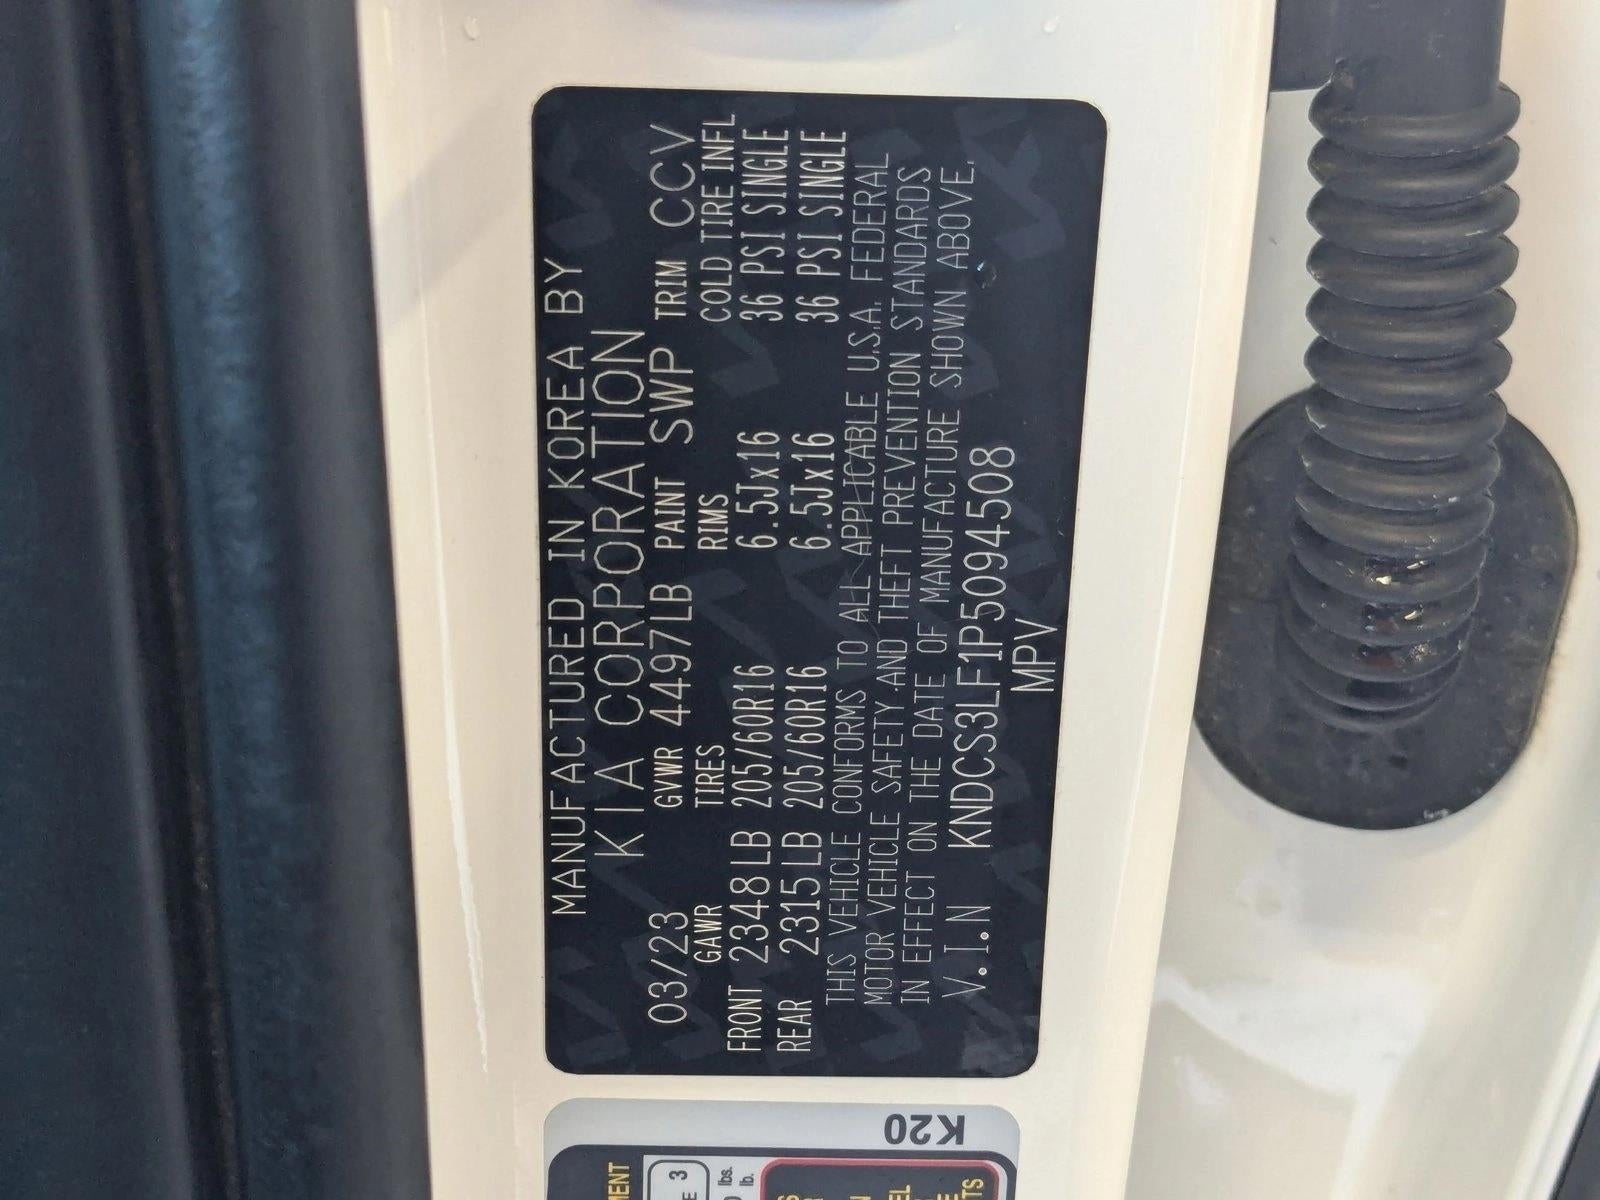 MANUFACTURED IN KOREA BY
KIA CORPORATION
03/23 GVWR 4497LB PAINT SWP TRIM CCV
GAWR TIRES RIMS COLD TIRE INFL
FRONT 2348LB 205/60R16 6.5Jx16 36 PSI SINGLE
REAR 2315LB 205/60R16 6.5Jx16 36 PSI SINGLE
THIS VEHICLE CONFORMS TO ALL APPLICABLE U.S.A. FEDERAL
MOTOR VEHICLE SAFETY AND THEFT PREVENTION STANDARDS
IN EFFECT ON THE DATE OF MANUFACTURE SHOWN ABOVE.
V.I.N KNDCS3LF1P5094508
MPV
K20
3
lbs.
lb.